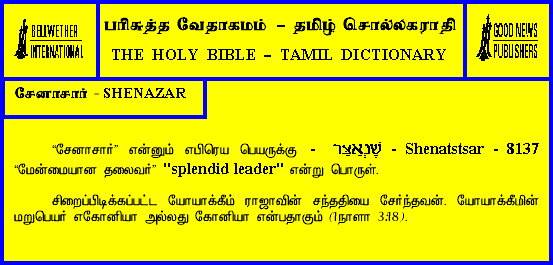 BELLWETHER
INTERNATIONAL
பரிசுத்த வேதாகமம் – தமிழ் சொல்லகராதி
THE HOLY BIBLE – TAMIL DICTIONARY
GOOD NEWS
PUBLISHERS
சேனாசார் - SHENAZAR
“சேனாசார்” என்னும் எபிரெய பெயருக்கு - שֶׁנְאַצַּר - Shenatstsar - 8137
“மேன்மையான தலைவர்” "splendid leader" என்று பொருள்.
சிறைப்பிடிக்கப்பட்ட யோயாக்கீம் ராஜாவின் சந்ததியை சேர்ந்தவன். யோயாக்கீமின்
மறுபெயர் எகோனியா அல்லது கோனியா என்பதாகும் (1நாளா 3:18).